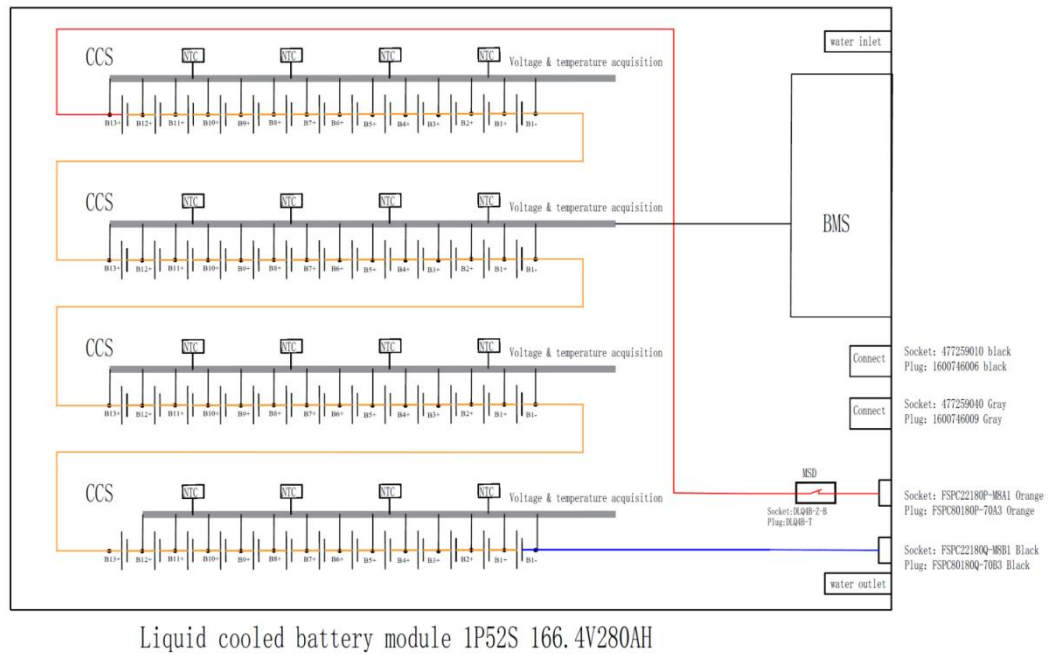 water inlet
CCS
NTC NTC NTC NTC
Voltage & temperature acquisition
B13+ B12+ B11+ B10+ B9+ B8+ B7+ B6+ B5+ B4+ B3+ B2+ B1+ B1-
CCS
NTC NTC NTC NTC
Voltage & temperature acquisition
BMS
B13+ B12+ B11+ B10+ B9+ B8+ B7+ B6+ B5+ B4+ B3+ B2+ B1+ B1-
CCS
NTC NTC NTC NTC
Voltage & temperature acquisition
B13+ B12+ B11+ B10+ B9+ B8+ B7+ B6+ B5+ B4+ B3+ B2+ B1+ B1-
Connect
Socket: 477259010 black
Plug: 1600746006 black
Connect
Socket: 477259040 Gray
Plug: 1600746009 Gray
CCS
NTC NTC NTC NTC
Voltage & temperature acquisition
B13+ B12+ B11+ B10+ B9+ B8+ B7+ B6+ B5+ B4+ B3+ B2+ B1+ B1-
MSD
Socket:DLQ4B-Z-B
Plug:DLQ4B-T
Socket: FSPC22180P-M8A1 Orange
Plug: FSPC80180P-70A3 Orange
Socket: FSPC22180Q-M8B1 Black
Plug: FSPC80180Q-70B3 Black
water outlet
Liquid cooled battery module 1P52S 166.4V280AH